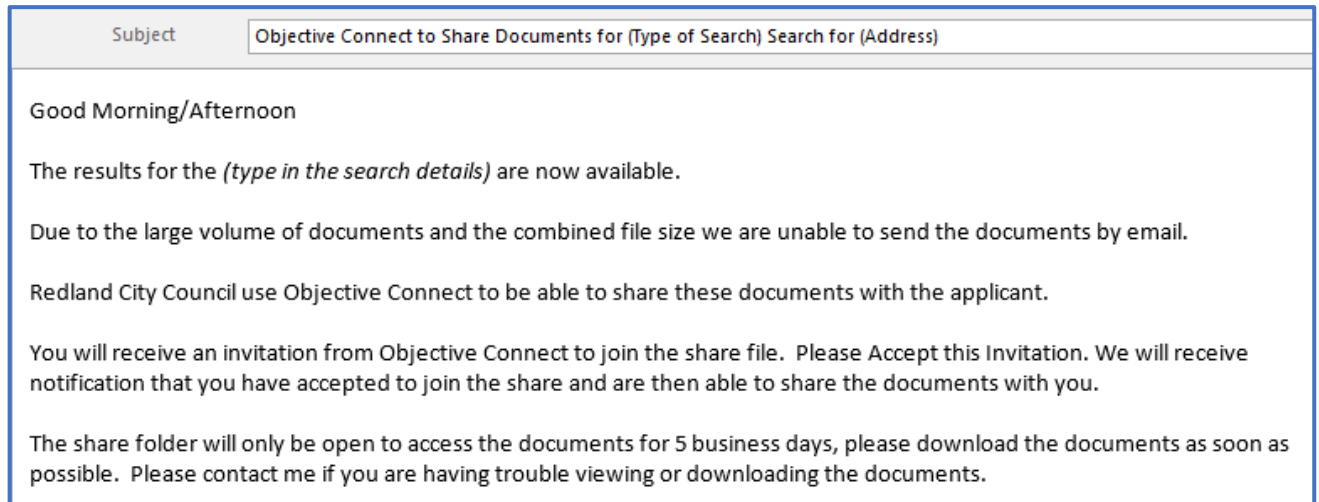 Subject Objective Connect to Share Documents for (Type of Search) Search for (Address)
Good Morning/Afternoon
The results for the (type in the search details) are now available.
Due to the large volume of documents and the combined file size we are unable to send the documents by email.
Redland City Council use Objective Connect to be able to share these documents with the applicant.
You will receive an invitation from Objective Connect to join the share file.  Please Accept this Invitation. We will receive
notification that you have accepted to join the share and are then able to share the documents with you.
The share folder will only be open to access the documents for 5 business days, please download the documents as soon as
possible.  Please contact me if you are having trouble viewing or downloading the documents.